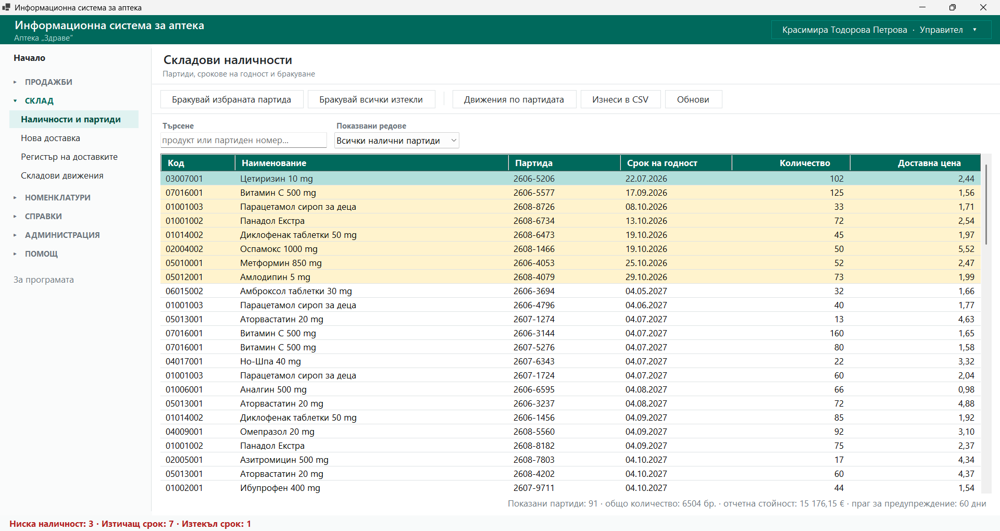 Информационна система за аптека
Информационна система за аптека
Аптека „Здраве“
Красимира Тодорова Петрова · Управител
Начало
ПРОДАЖБИ
СКЛАД
Наличности и партиди
Нова доставка
Регистър на доставките
Складови движения
НОМЕНКЛАТУРИ
СПРАВКИ
АДМИНИСТРАЦИЯ
ПОМОЩ
За програмата
Складови наличности
Партиди, срокове на годност и бракуване
Бракувай избраната партида Бракувай всички изтекли Движения по партидата Изнеси в CSV Обнови
Търсене Показвани редове
продукт или партиден номер... Всички налични партиди
Код Наименование Партида Срок на годност Количество Доставна цена
03007001 Цетиризин 10 mg 2606-5206 22.07.2026 102 2,44
07016001 Витамин C 500 mg 2606-5577 17.09.2026 125 1,56
01001003 Парацетамол сироп за деца 2608-8726 08.10.2026 33 1,71
01001002 Панадол Екстра 2608-6734 13.10.2026 72 2,54
01014002 Диклофенак таблетки 50 mg 2608-6473 19.10.2026 45 1,97
02004002 Оспамокс 1000 mg 2608-1466 19.10.2026 50 5,52
05010001 Метформин 850 mg 2606-4053 25.10.2026 52 2,47
05012001 Амлодипин 5 mg 2608-4079 29.10.2026 73 1,99
06015002 Амброксол таблетки 30 mg 2606-3694 04.05.2027 32 1,66
01001003 Парацетамол сироп за деца 2606-4796 04.06.2027 40 1,77
05013001 Аторвастатин 20 mg 2607-1274 04.07.2027 13 4,63
07016001 Витамин C 500 mg 2606-3144 04.07.2027 160 1,65
07016001 Витамин C 500 mg 2607-5276 04.07.2027 80 1,58
04017001 Но-Шпа 40 mg 2607-6343 04.07.2027 22 3,32
01001003 Парацетамол сироп за деца 2607-1724 04.07.2027 60 2,04
01006001 Аналгин 500 mg 2606-6595 04.08.2027 66 0,98
05013001 Аторвастатин 20 mg 2606-3237 04.08.2027 72 4,88
01014002 Диклофенак таблетки 50 mg 2606-1456 04.09.2027 85 1,92
04009001 Омепразол 20 mg 2608-5560 04.09.2027 92 3,10
01001002 Панадол Екстра 2608-8182 04.09.2027 75 2,37
02005001 Азитромицин 500 mg 2608-7803 04.10.2027 17 4,34
05013001 Аторвастатин 20 mg 2608-4202 04.10.2027 60 4,37
01002001 Ибупрофен 400 mg 2607-9711 04.10.2027 44 1,54
Показани партиди: 91 · общо количество: 6504 бр. · отчетна стойност: 15 176,15 € · праг за предупреждение: 60 дни
Ниска наличност: 3 · Изтичащ срок: 7 · Изтекъл срок: 1